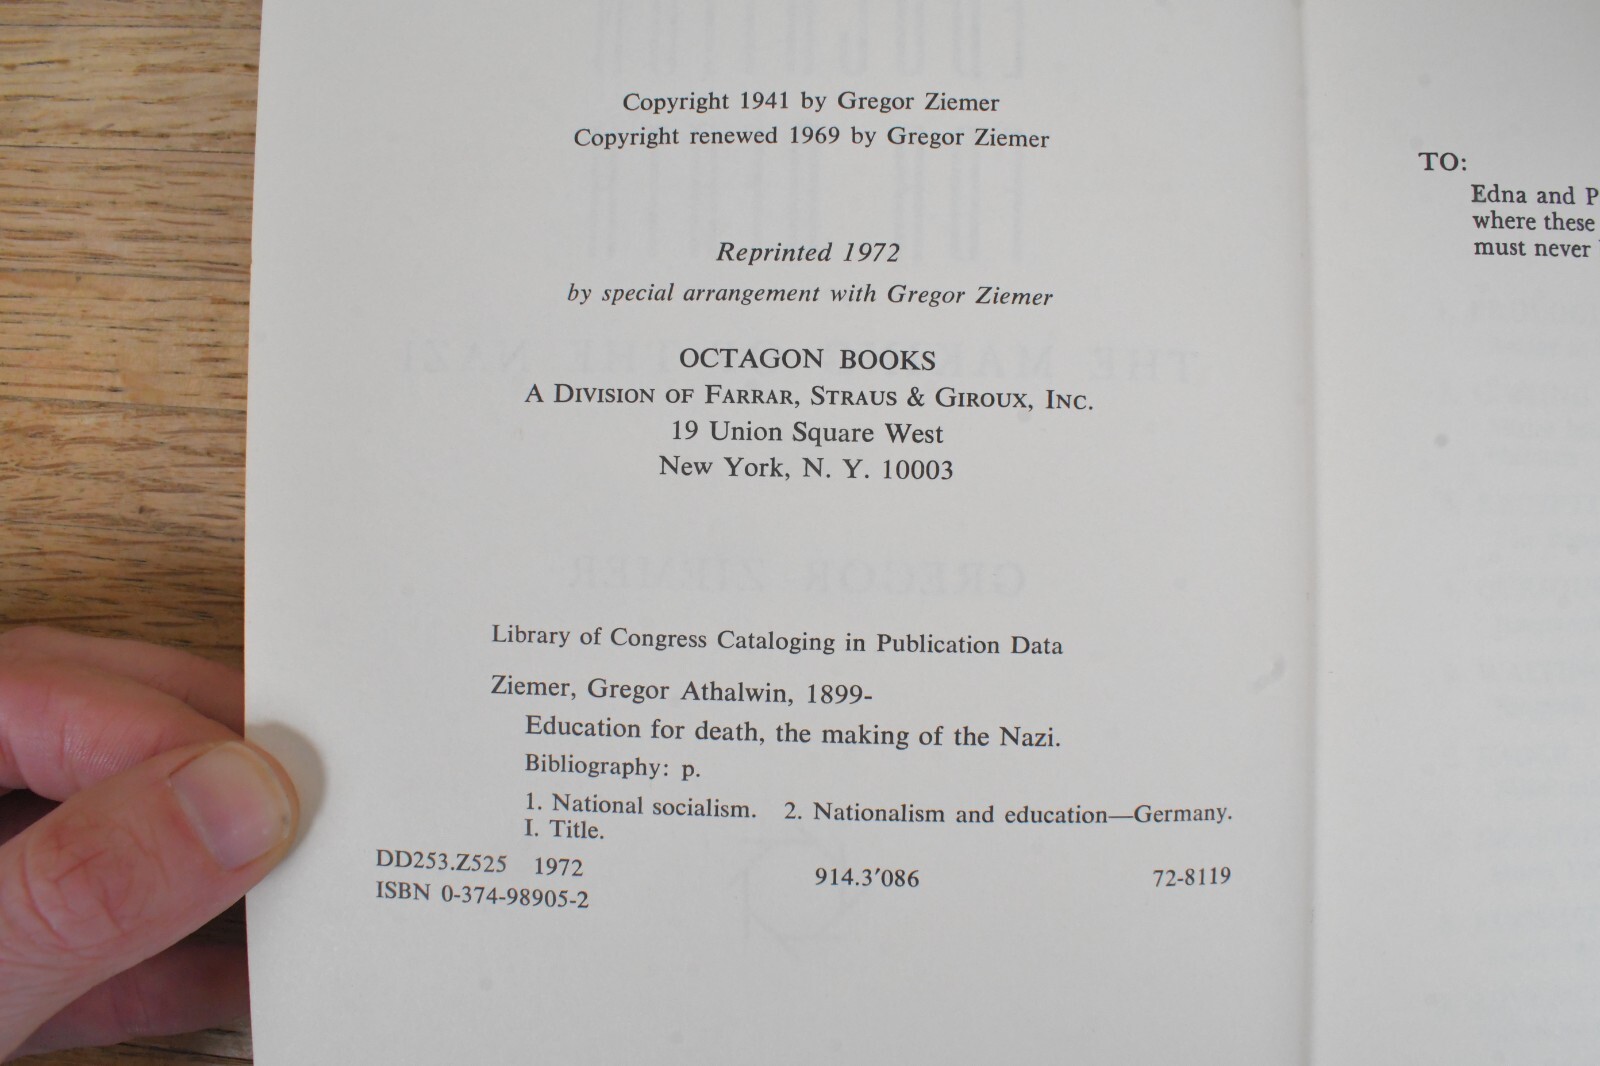 Copyright 1941 by Gregor Ziemer
Copyright renewed 1969 by Gregor Ziemer
Reprinted 1972
by special arrangement with Gregor Ziemer
OCTAGON BOOKS
A DIVISION OF FARRAR, STRAUS & GIROUX, INC.
19 Union Square West
New York, N. Y. 10003
Library of Congress Cataloging in Publication Data
Ziemer, Gregor Athalwin, 1899-
Education for death, the making of the Nazi.
Bibliography: p.
1. National socialism. 2. Nationalism and education—Germany.
I. Title.
DD253.Z525 1972 914.3′086 72-8119
ISBN 0-374-98905-2
TO:
Edna and P
where these
must never